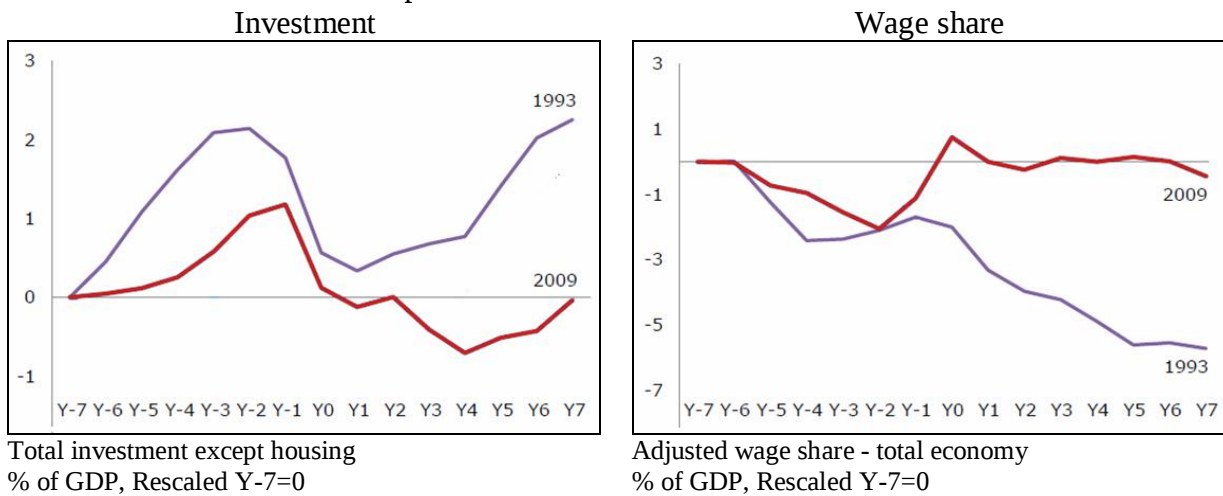 Investment
3
2
1
0
-1
1993
2009
Y-7 Y-6 Y-5 Y-4 Y-3 Y-2 Y-1 Y0 Y1 Y2 Y3 Y4 Y5 Y6 Y7
Total investment except housing
% of GDP, Rescaled Y-7=0
Wage share
3
1
-1
-3
-5
-7
2009
1993
Y-7 Y-6 Y-5 Y-4 Y-3 Y-2 Y-1 Y0 Y1 Y2 Y3 Y4 Y5 Y6 Y7
Adjusted wage share - total economy
% of GDP, Rescaled Y-7=0